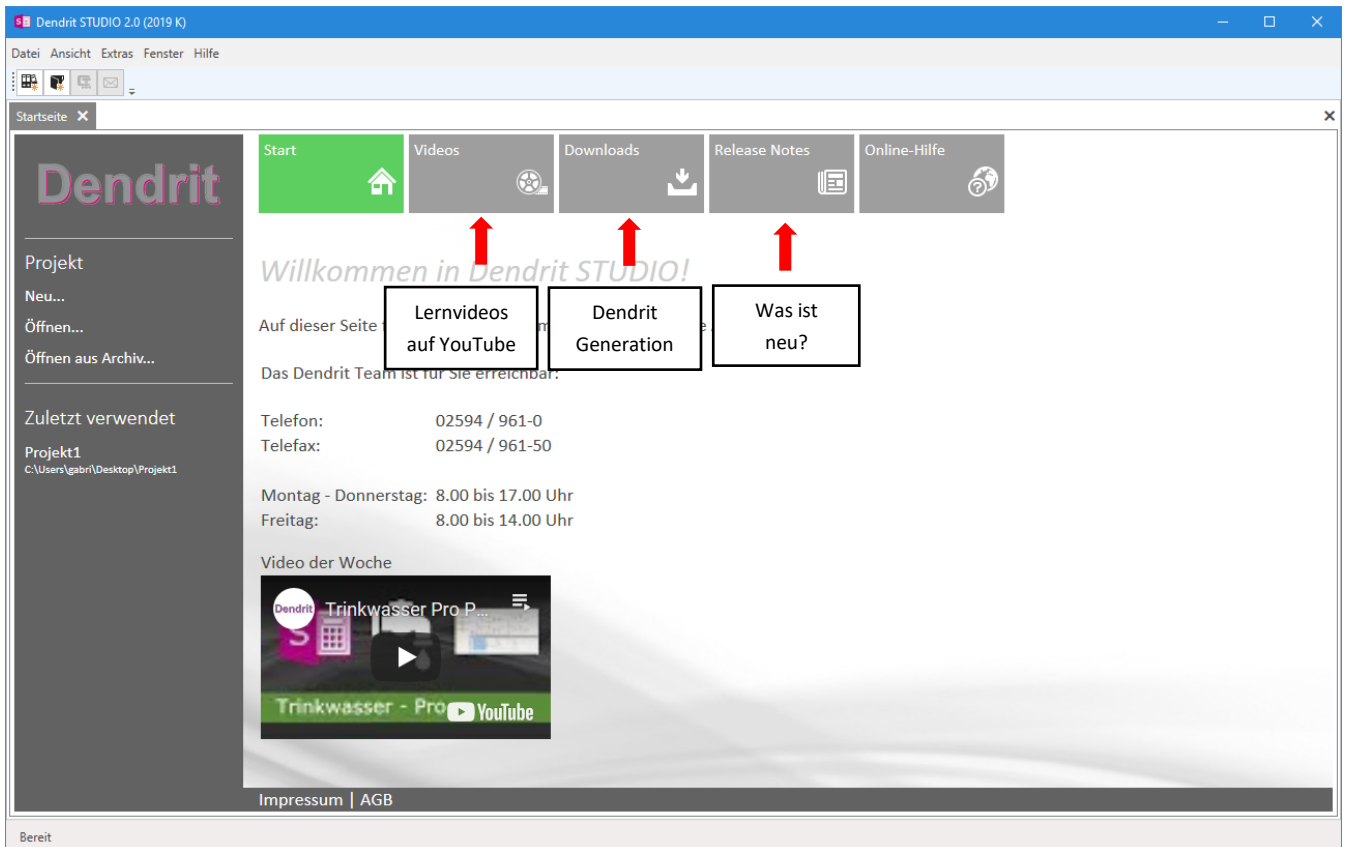 Dendrit STUDIO 2.0 (2019 K)
Datei Ansicht Extras Fenster Hilfe
Startseite
Dendrit
Projekt
Neu...
Öffnen...
Öffnen aus Archiv...
Zuletzt verwendet
Projekt1
C:\Users\gabri\Desktop\Projekt1
Start
Videos
Downloads
Release Notes
Online-Hilfe
Willkommen in Dendrit STUDIO!
Lernvideos
auf YouTube
Dendrit
Generation
Was ist
neu?
Auf dieser Seite
Das Dendrit Team ist für Sie erreichbar:
Telefon: 02594 / 961-0
Telefax: 02594 / 961-50
Montag - Donnerstag: 8.00 bis 17.00 Uhr
Freitag: 8.00 bis 14.00 Uhr
Video der Woche
Dendrit
Trinkwasser Pro P...
S
Trinkwasser - Pro
YouTube
Impressum | AGB
Bereit